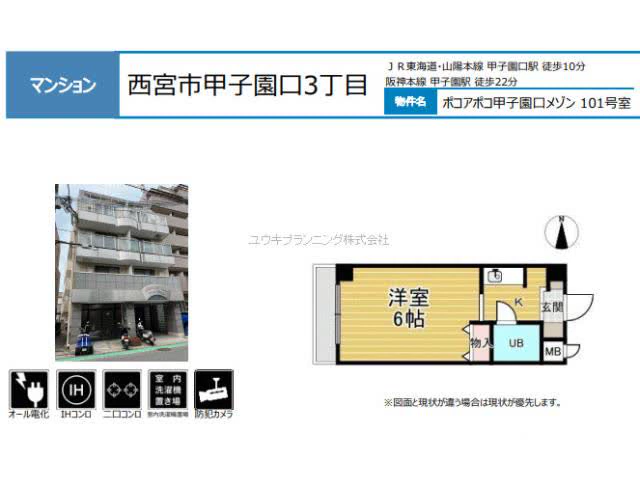 マンション
西宮市甲子園口3丁目
ＪＲ東海道・山陽本線 甲子園口駅 徒歩10分
阪神本線 甲子園駅 徒歩22分
物件名
ポコアポコ甲子園口メゾン 101号室
ユウキプランニング株式会社
N
洋室
6帖
K
玄関
物入
UB
MB
室内
洗濯機
置き場
IH
オール電化
IHコンロ
二口コンロ
室内洗濯機置場
防犯カメラ
※図面と現状が違う場合は現状が優先します。